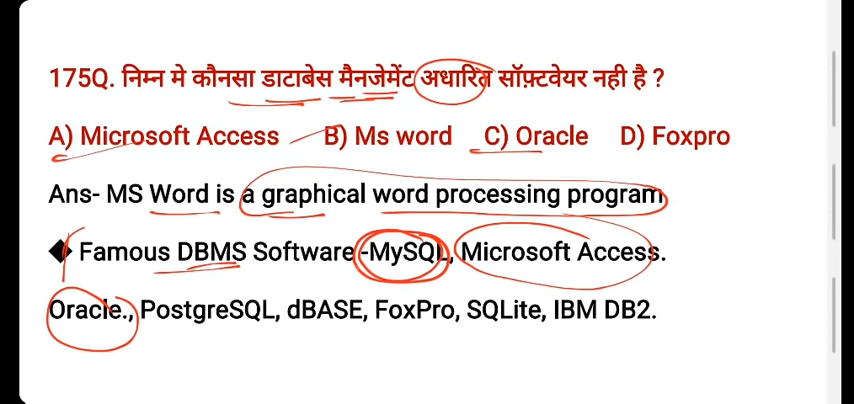 175Q. निम्न मे कौनसा डाटाबेस मैनजेमेंट अधारित सॉफ़्टवेयर नही है ?
A) Microsoft Access B) Ms word C) Oracle D) Foxpro
Ans- MS Word is a graphical word processing program
◆ Famous DBMS Software-MySQL, Microsoft Access.
Oracle., PostgreSQL, dBASE, FoxPro, SQLite, IBM DB2.